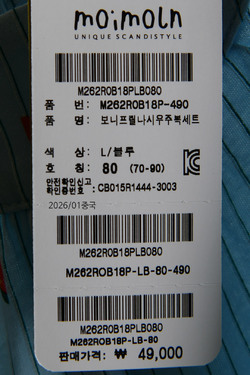 moimoln
UNIQUE SCANDISTYLE
M262ROB18PLB080
품 번: M262ROB18P-490
품 명: 보니프릴나시우주복세트
색 상: L/블루
호 칭: 80 (70-90)
안전확인신고
확인증번호: CB015R1444-3003
2026/01중국
M262ROB18PLB080
M262ROB18P-LB-80-490
M262ROB18PLB080
M262ROB18P-LB-80
판매가격: ₩ 49,000